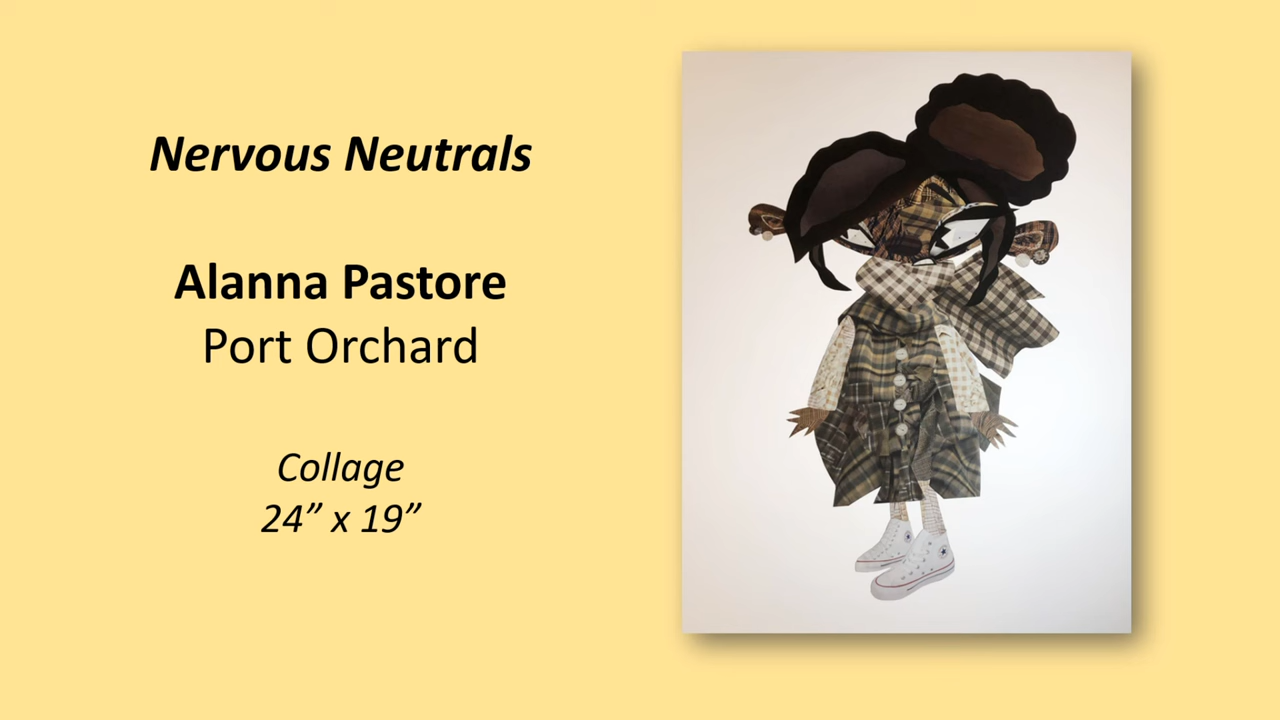 Nervous Neutrals
Alanna Pastore
Port Orchard
Collage
24” x 19”